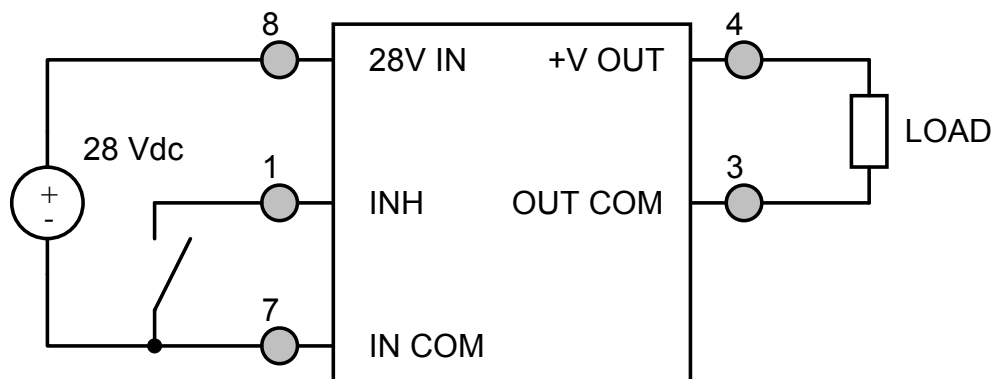 8
4
28V IN
+V OUT
28 Vdc
LOAD
1
3
+
-
INH
OUT COM
7
IN COM